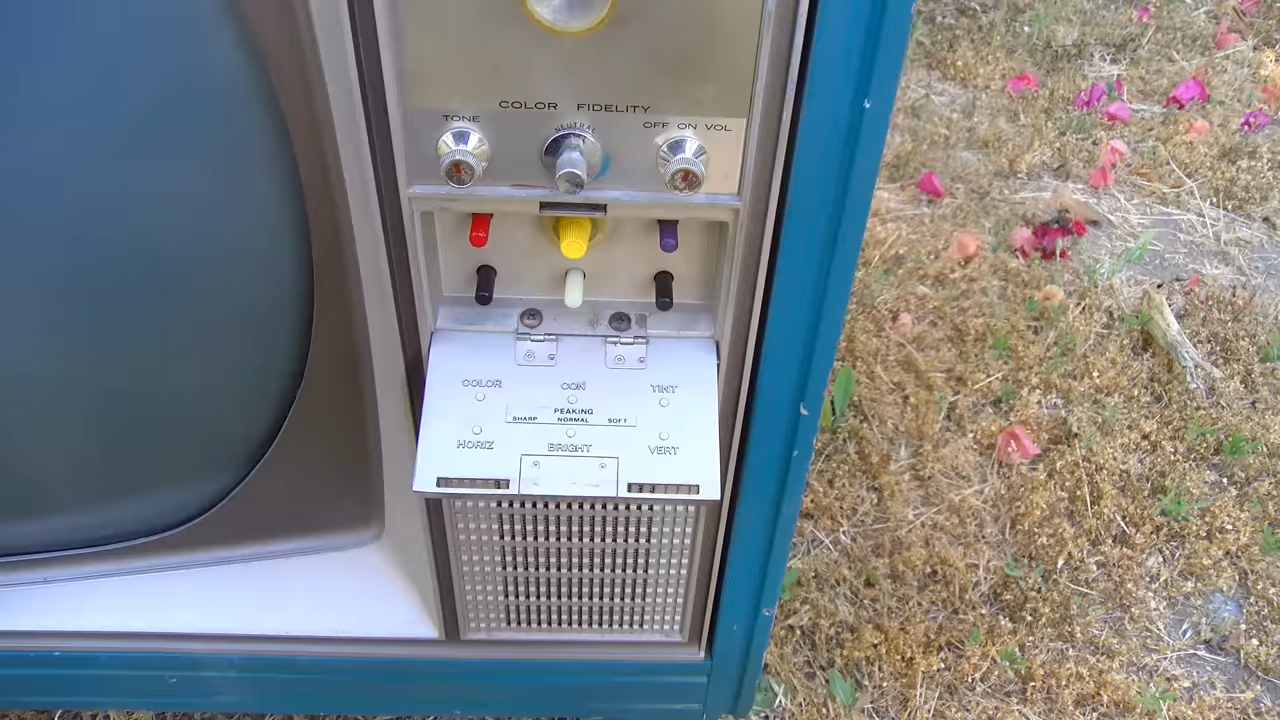 COLOR FIDELITY
TONE
NEUTRAL
OFF ON VOL
COLOR
CON
TINT
PEAKING
SHARP NORMAL SOFT
HORIZ
BRIGHT
VERT